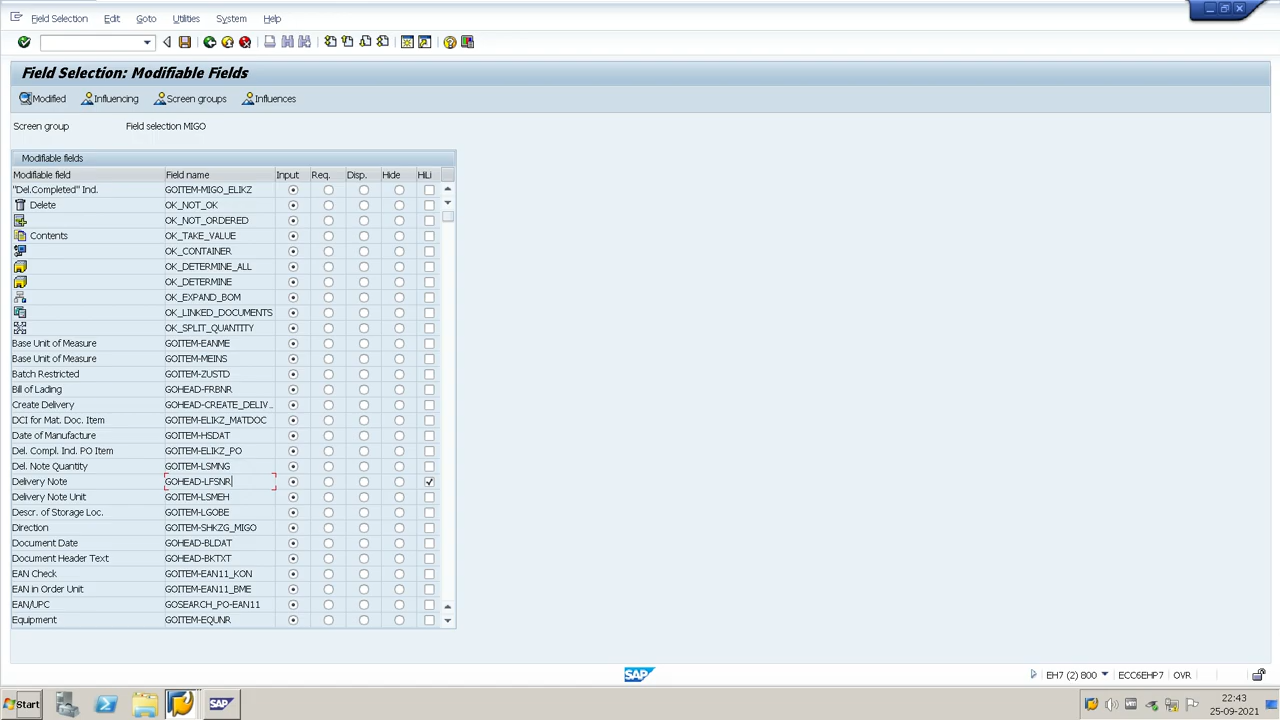 Field Selection Edit Goto Utilities System Help
Field Selection: Modifiable Fields
Modified Influencing Screen groups Influences
Screen group Field selection MIGO
Modifiable fields
Modifiable field Field name Input Req. Disp. Hide HiLi
"Del.Completed" Ind. GOITEM-MIGO_ELIKZ
Delete OK_NOT_OK
OK_NOT_ORDERED
Contents OK_TAKE_VALUE
OK_CONTAINER
OK_DETERMINE_ALL
OK_DETERMINE
OK_EXPAND_BOM
OK_LINKED_DOCUMENTS
OK_SPLIT_QUANTITY
Base Unit of Measure GOITEM-EANME
Base Unit of Measure GOITEM-MEINS
Batch Restricted GOITEM-ZUSTD
Bill of Lading GOHEAD-FRBNR
Create Delivery GOHEAD-CREATE_DELIV...
DCI for Mat. Doc. Item GOITEM-ELIKZ_MATDOC
Date of Manufacture GOITEM-HSDAT
Del. Compl. Ind. PO Item GOITEM-ELIKZ_PO
Del. Note Quantity GOITEM-LSMNG
Delivery Note GOHEAD-LFSNR
Delivery Note Unit GOITEM-LSMEH
Descr. of Storage Loc. GOITEM-LGOBE
Direction GOITEM-SHKZG_MIGO
Document Date GOHEAD-BLDAT
Document Header Text GOHEAD-BKTXT
EAN Check GOITEM-EAN11_KON
EAN in Order Unit GOITEM-EAN11_BME
EAN/UPC GOSEARCH_PO-EAN11
Equipment GOITEM-EQUNR
SAP
EH7 (2) 800 ECC6EHP7 OVR
Start SAP 22:43
25-09-2021